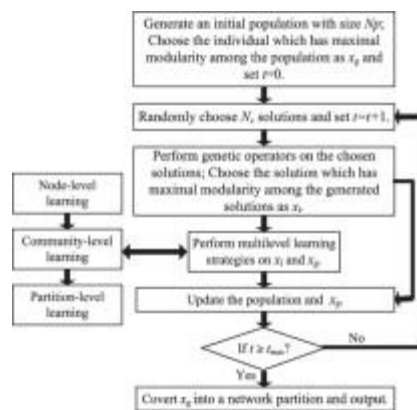 Generate an initial population with size Np;
Choose the individual which has maximal
modularity among the population as xg and
set t=0.
Randomly choose Ns solutions and set t=t+1.
Perform genetic operators on the chosen
solutions; Choose the solution which has
maximal modularity among the generated
solutions as xl.
Node-level
learning
Community-level
learning
Partition-level
learning
Perform multilevel learning
strategies on xl and xg.
Update the population and xg.
If t ≥ tmax?
No
Yes
Covert xg into a network partition and output.